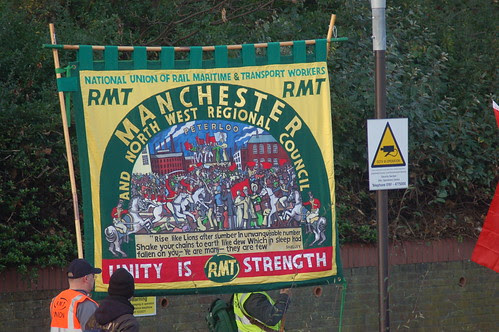 NATIONAL UNION OF RAIL MARITIME & TRANSPORT WORKERS
RMT RMT
MANCHESTER
AND NORTH WEST REGIONAL COUNCIL
PETERLOO
"Rise like Lions after slumber In unvanquishable number
Shake your chains to earth like dew Which in sleep had
fallen on you- Ye are many- they are few"
SHELLEY
UNITY IS RMT STRENGTH